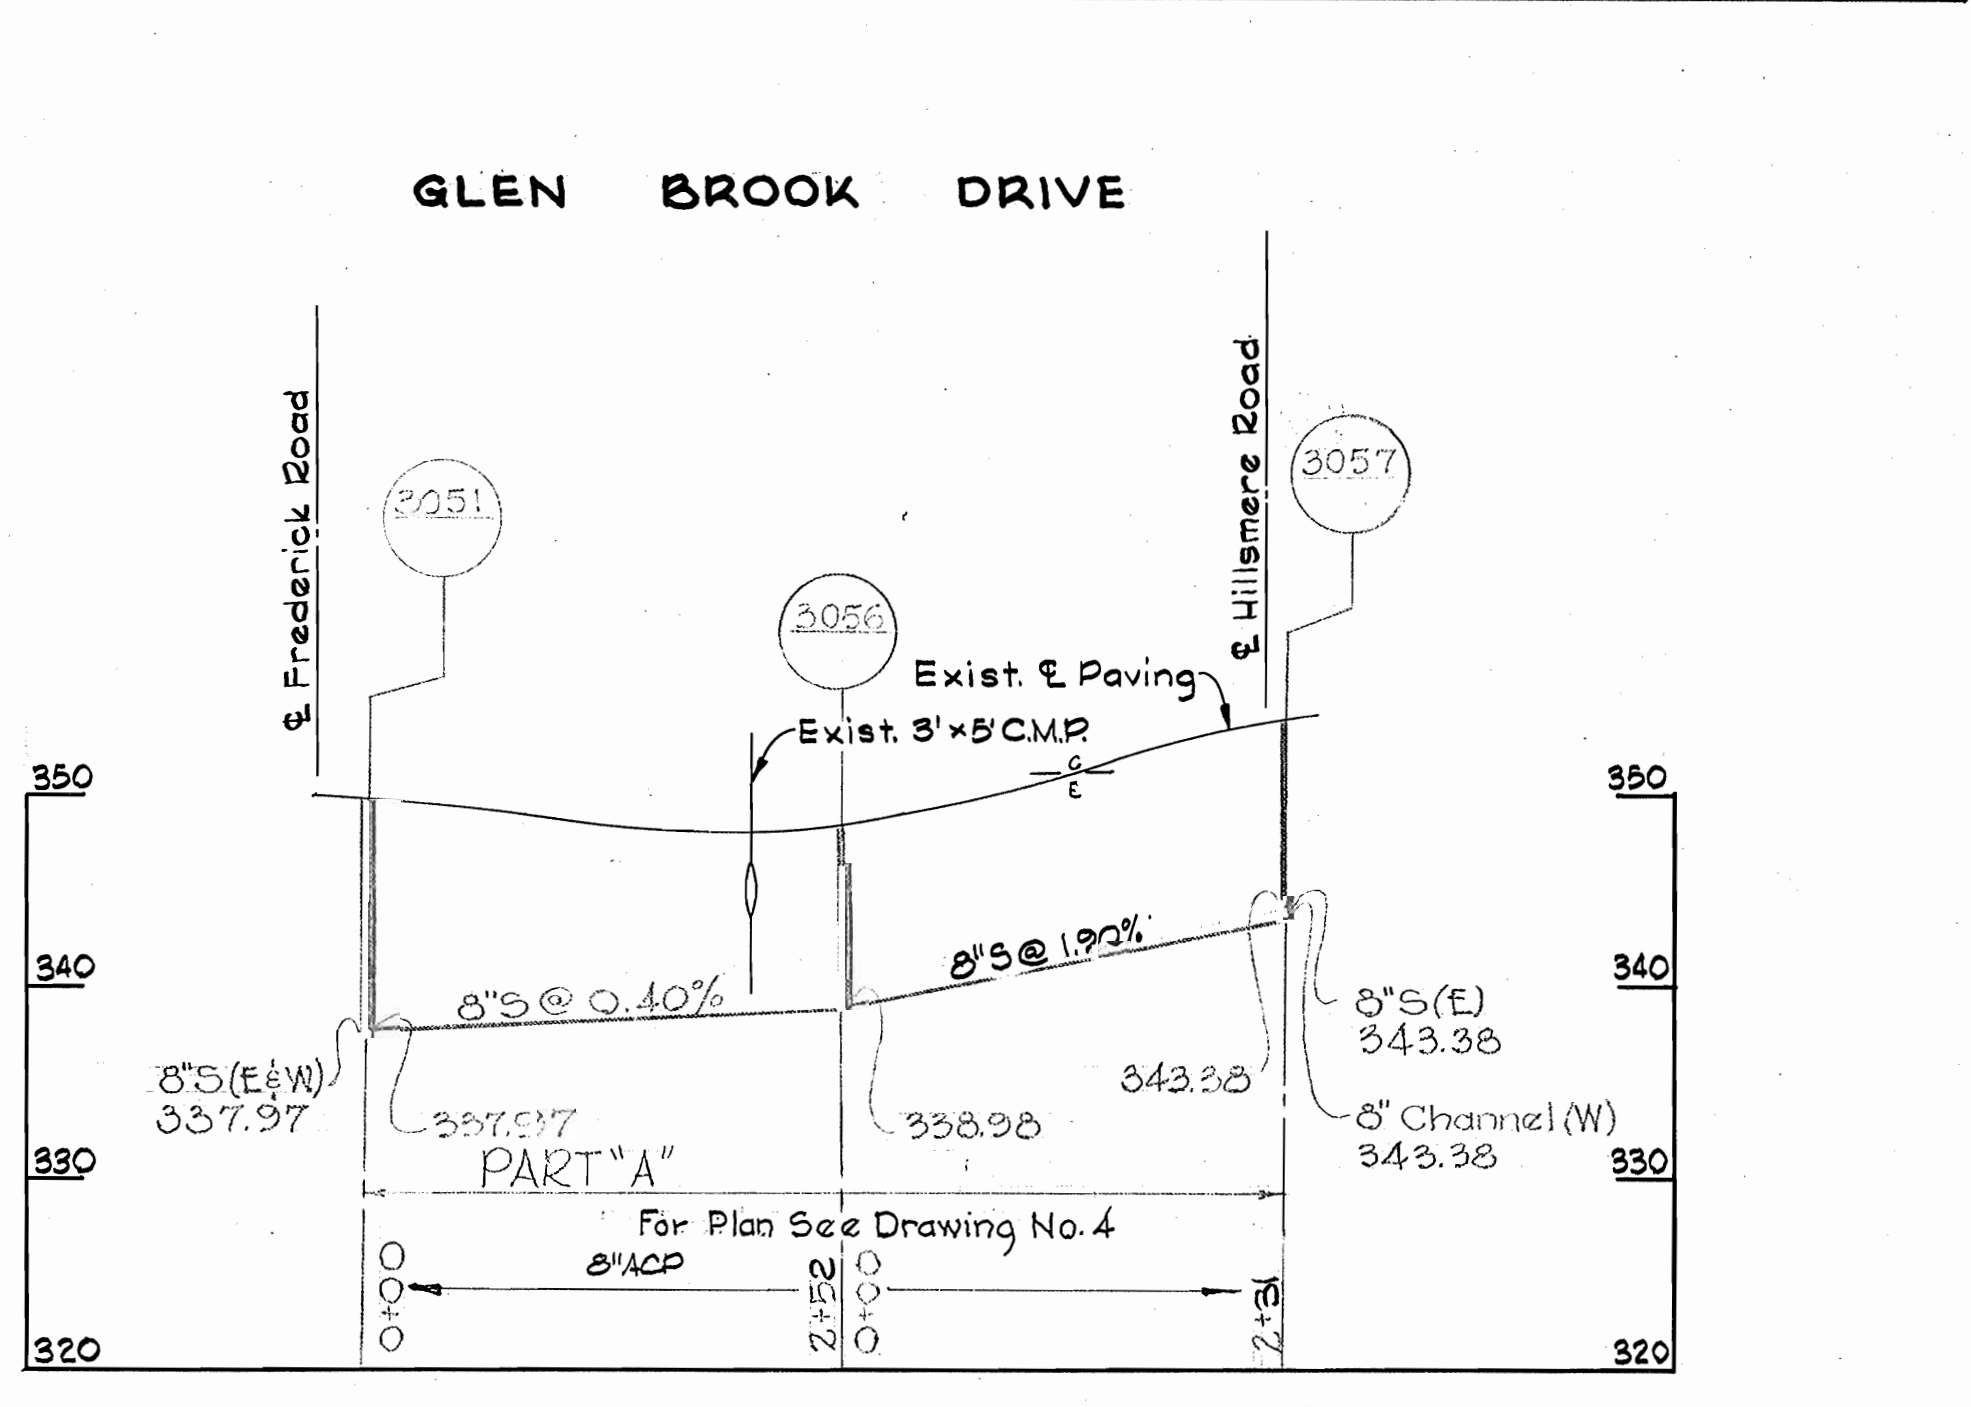 GLEN BROOK DRIVE
℄ Frederick Road
3051
3056
℄ Hillsmere Road
3057
Exist. ℄ Paving
Exist. 3'x5' C.M.P.
C
E
350
350
340
340
330
330
320
320
8"S @ 0.40%
8"S @ 1.90%
8"S (E & W)
337.97
337.97
338.98
343.38
8"S (E)
343.38
8" Channel (W)
343.38
PART "A"
For Plan See Drawing No. 4
8" ACP
0+00
2+52
0+00
2+31